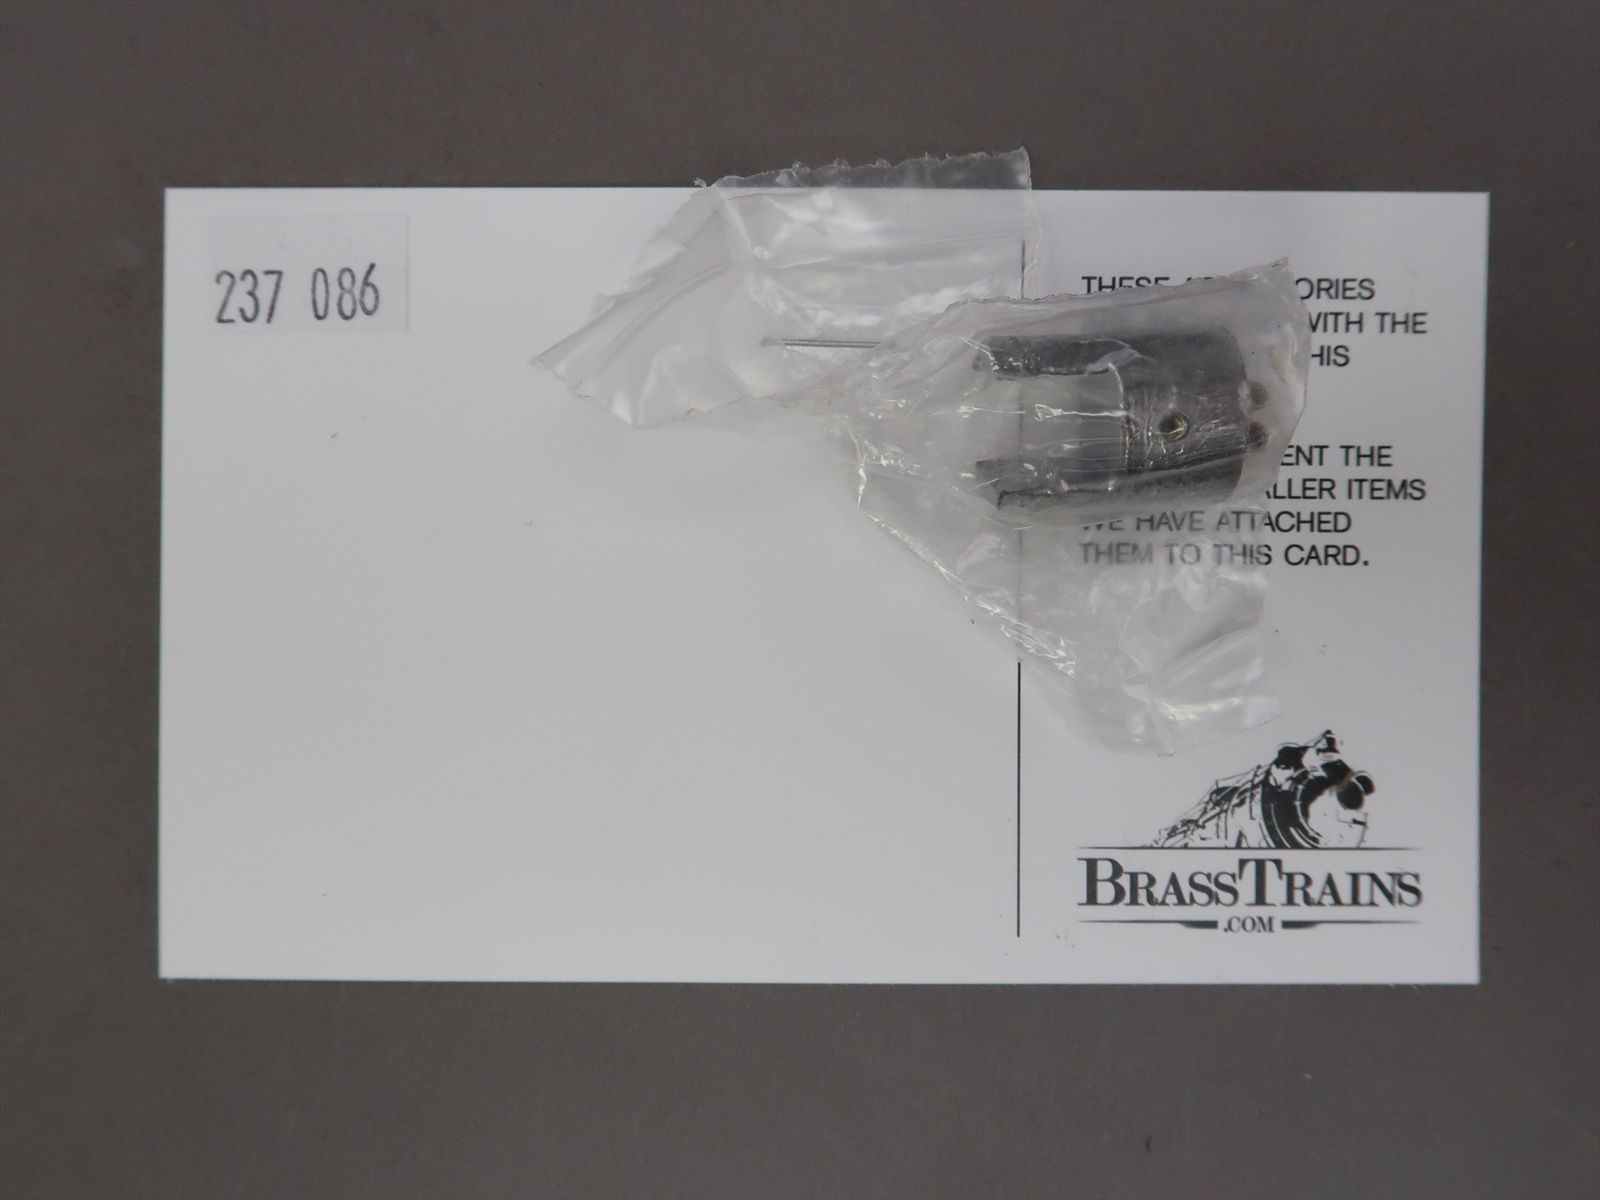 237 086
THESE ORIES
WITH THE
HIS
ENT THE
ALLER ITEMS
WE HAVE ATTACHED
THEM TO THIS CARD.
BRASSTRAINS
.COM